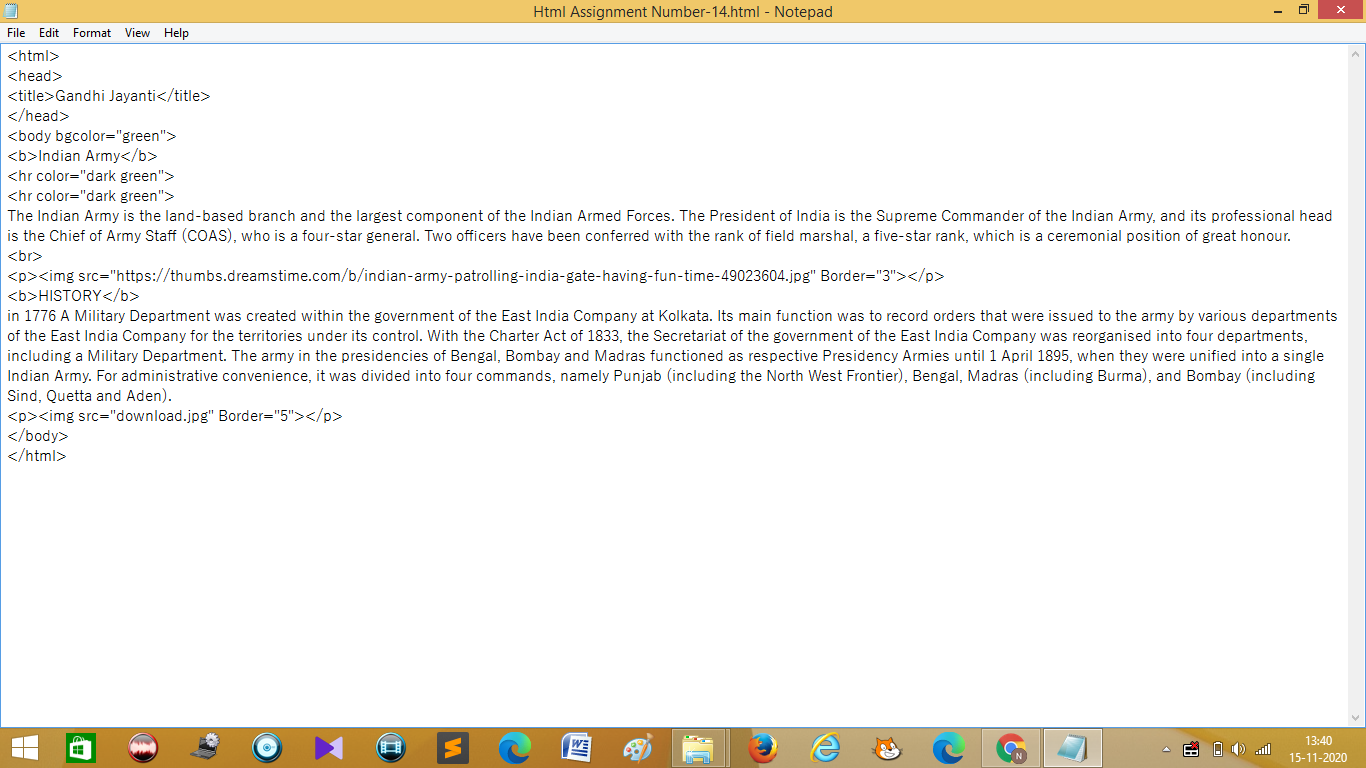 Html Assignment Number-14.html - Notepad
File Edit Format View Help
<html>
<head>
<title>Gandhi Jayanti</title>
</head>
<body bgcolor="green">
<b>Indian Army</b>
<hr color="dark green">
<hr color="dark green">
The Indian Army is the land-based branch and the largest component of the Indian Armed Forces. The President of India is the Supreme Commander of the Indian Army, and its professional head
is the Chief of Army Staff (COAS), who is a four-star general. Two officers have been conferred with the rank of field marshal, a five-star rank, which is a ceremonial position of great honour.
<br>
<p><img src="https://thumbs.dreamstime.com/b/indian-army-patrolling-india-gate-having-fun-time-49023604.jpg" Border="3"></p>
<b>HISTORY</b>
in 1776 A Military Department was created within the government of the East India Company at Kolkata. Its main function was to record orders that were issued to the army by various departments
of the East India Company for the territories under its control. With the Charter Act of 1833, the Secretariat of the government of the East India Company was reorganised into four departments,
including a Military Department. The army in the presidencies of Bengal, Bombay and Madras functioned as respective Presidency Armies until 1 April 1895, when they were unified into a single
Indian Army. For administrative convenience, it was divided into four commands, namely Punjab (including the North West Frontier), Bengal, Madras (including Burma), and Bombay (including
Sind, Quetta and Aden).
<p><img src="download.jpg" Border="5"></p>
</body>
</html>
N
13:40
15-11-2020